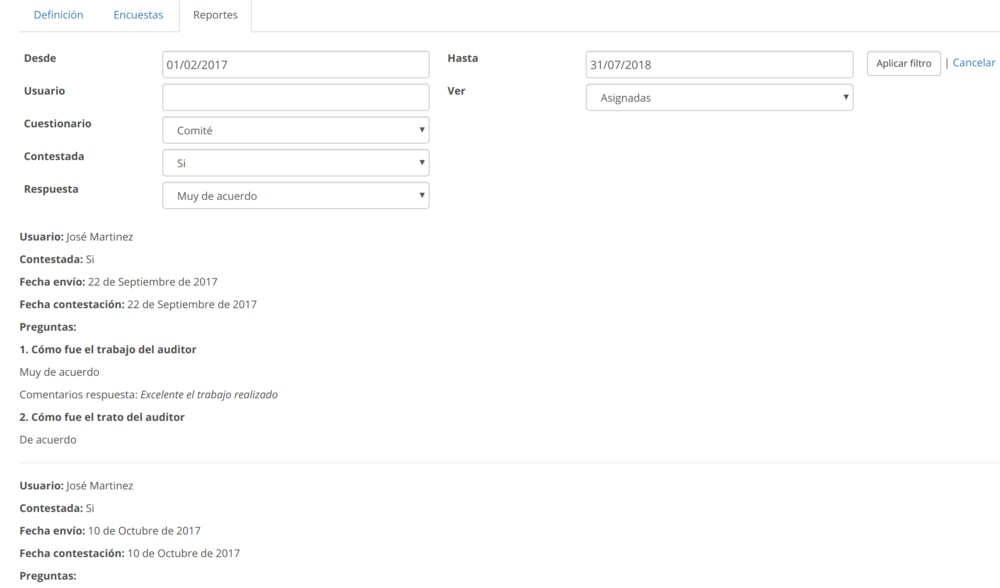 Definición Encuestas Reportes
Desde 01/02/2017 Hasta 31/07/2018 Aplicar filtro | Cancelar
Usuario Ver Asignadas
Cuestionario Comité
Contestada Si
Respuesta Muy de acuerdo
Usuario: José Martinez
Contestada: Si
Fecha envío: 22 de Septiembre de 2017
Fecha contestación: 22 de Septiembre de 2017
Preguntas:
1. Cómo fue el trabajo del auditor
Muy de acuerdo
Comentarios respuesta: Excelente el trabajo realizado
2. Cómo fue el trato del auditor
De acuerdo
Usuario: José Martinez
Contestada: Si
Fecha envío: 10 de Octubre de 2017
Fecha contestación: 10 de Octubre de 2017
Preguntas: